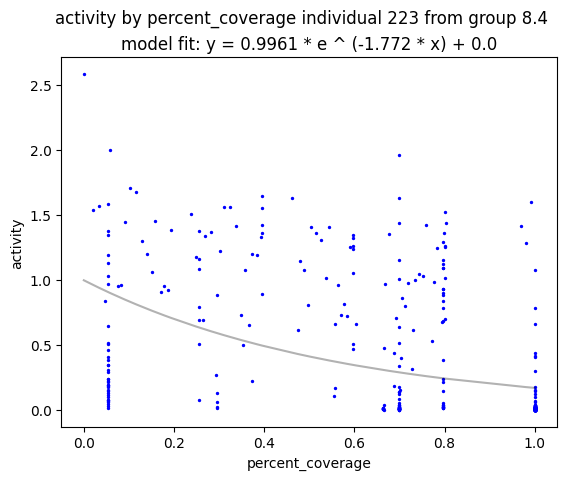 activity by percent_coverage individual 223 from group 8.4
model fit: y = 0.9961 * e ^ (-1.772 * x) + 0.0
2.5
2.0
1.5
1.0
0.5
0.0
activity
0.0 0.2 0.4 0.6 0.8 1.0
percent_coverage